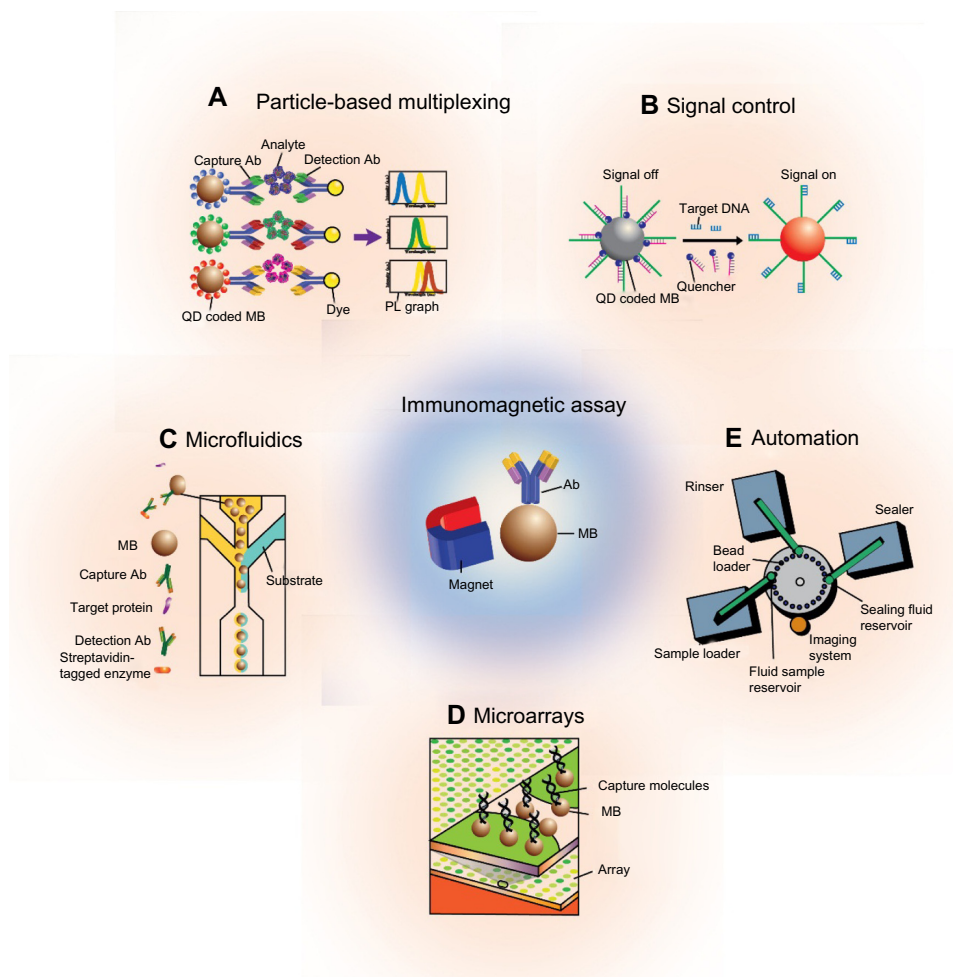 A Particle-based multiplexing
Analyte
Capture Ab
Detection Ab
QD coded MB
Dye
PL graph
B Signal control
Signal off
Signal on
Target DNA
Quencher
QD coded MB
Immunomagnetic assay
Ab
MB
Magnet
C Microfluidics
MB
Capture Ab
Target protein
Detection Ab
Streptavidin-
tagged enzyme
Substrate
E Automation
Rinser
Sealer
Bead
loader
Sealing fluid
reservoir
Imaging
system
Sample loader
Fluid sample
reservoir
D Microarrays
Capture molecules
MB
Array